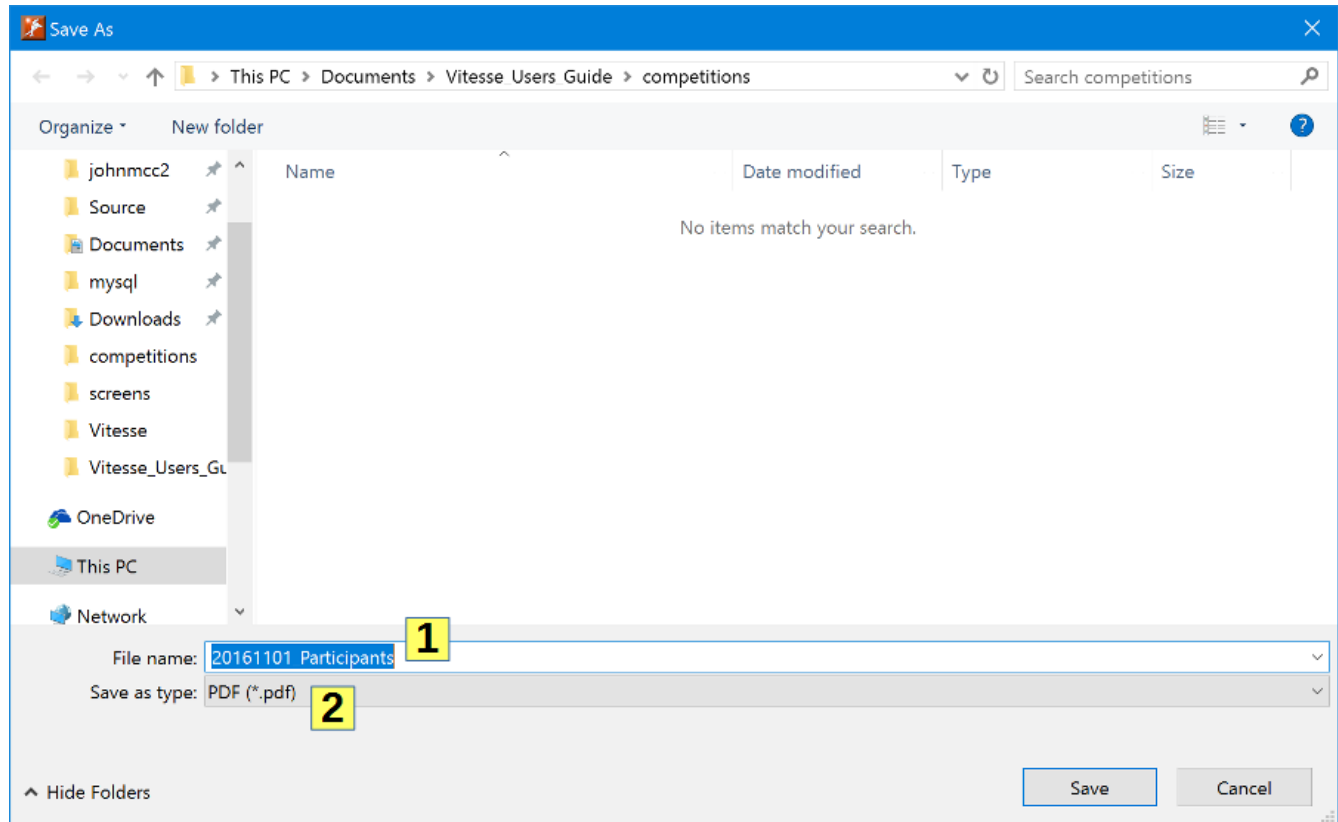 Save As
This PC > Documents > Vitesse_Users_Guide > competitions
Search competitions
Organize
New folder
Name
Date modified
Type
Size
No items match your search.
johnmcc2
Source
Documents
mysql
Downloads
competitions
screens
Vitesse
Vitesse_Users_Gu
OneDrive
This PC
Network
1
File name: 20161101_Participants
Save as type: PDF (*.pdf)
2
Hide Folders
Save
Cancel